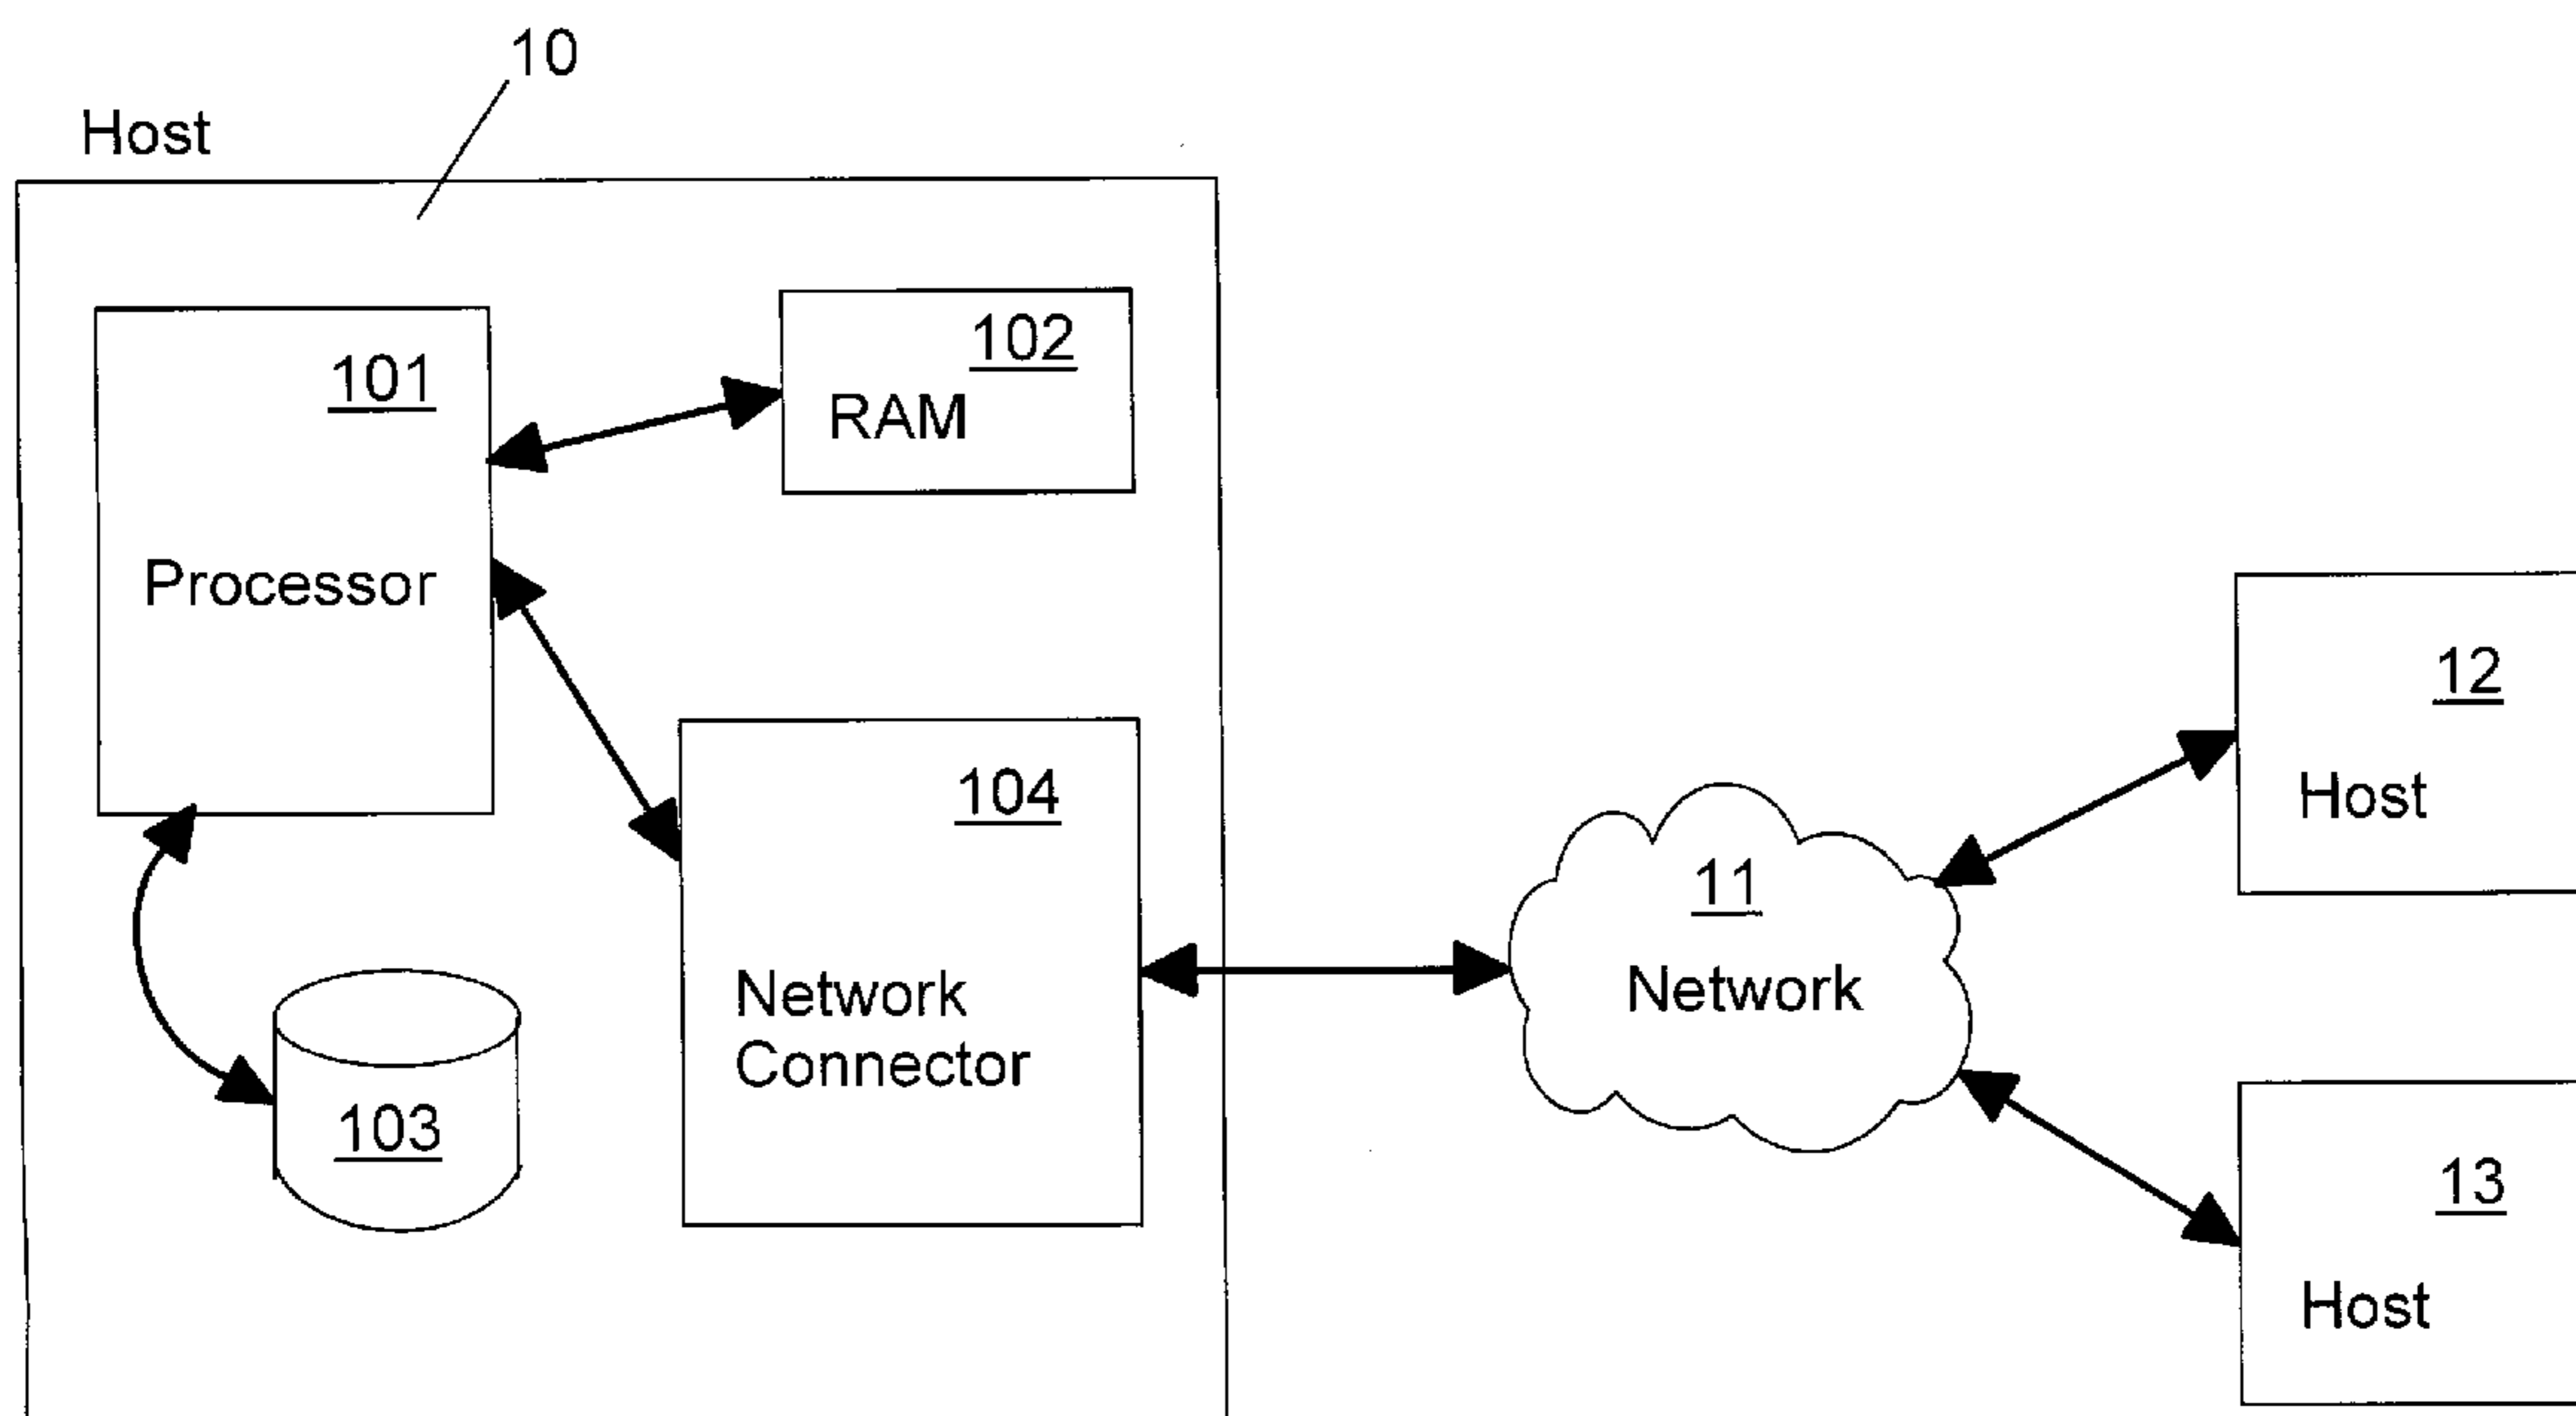 10
Host
101
Processor
102
RAM
104
Network
Connector
103
11
Network
12
Host
13
Host